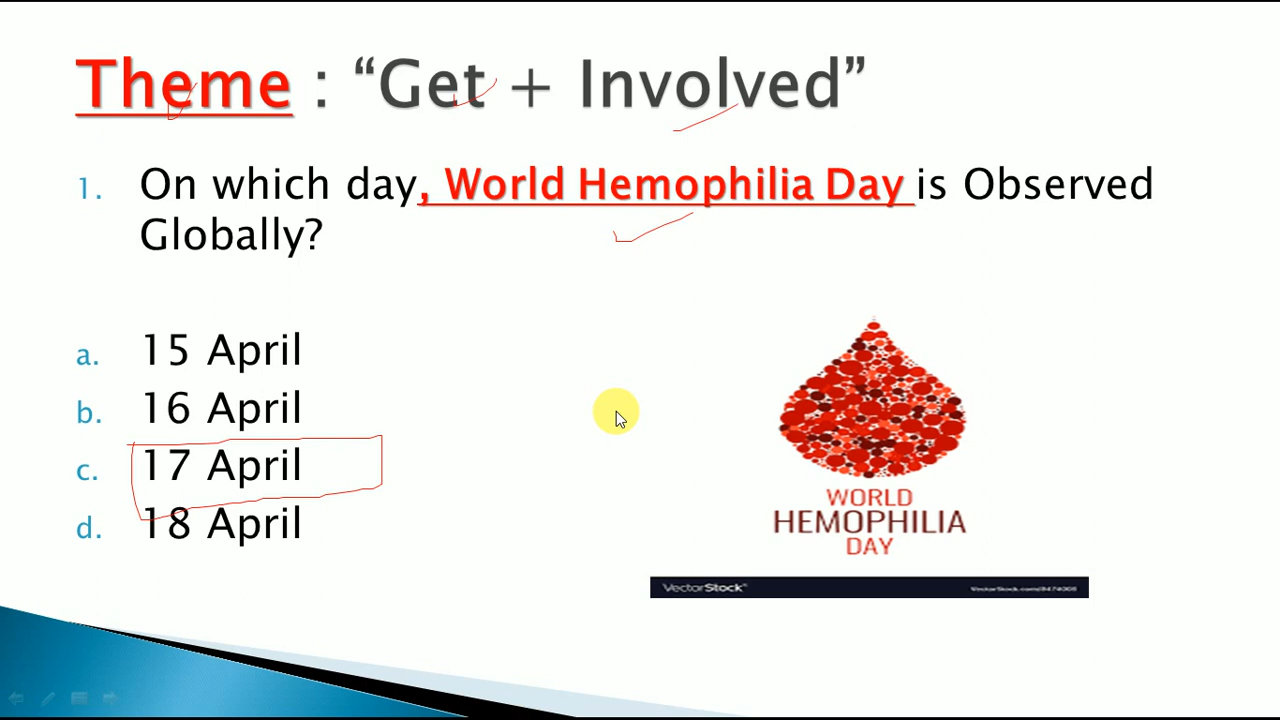 Theme : “Get + Involved”
1. On which day, World Hemophilia Day is Observed
Globally?
a. 15 April
b. 16 April
c. 17 April
d. 18 April
WORLD
HEMOPHILIA
DAY
VectorStock®